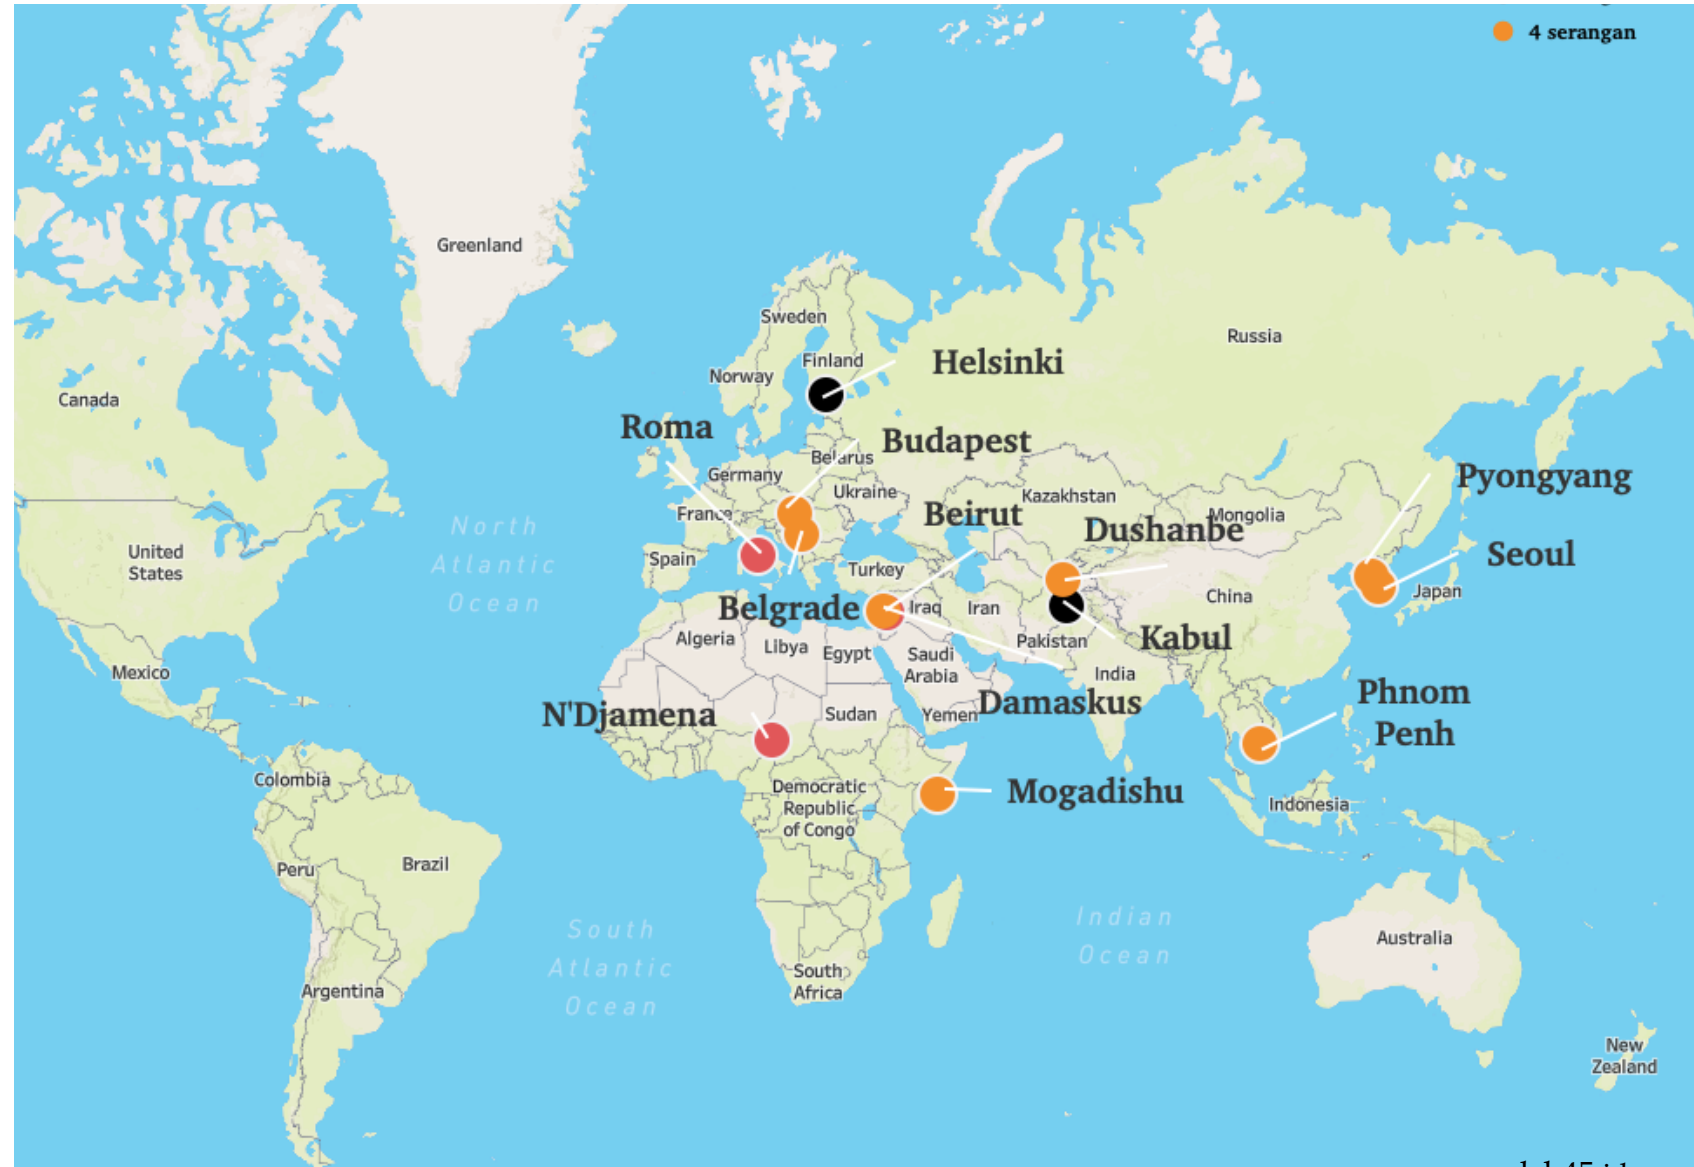 4 serangan
Greenland
Sweden
Russia
Finland
Helsinki
Norway
Canada
Roma
Budapest
Belarus
Germany
Pyongyang
Ukraine
Kazakhstan
France
Beirut
Mongolia
Dushanbe
North
Atlantic
Ocean
United
States
Spain
Seoul
Turkey
Japan
China
Belgrade
Iraq
Iran
Algeria
Libya
Egypt
Pakistan
Kabul
Saudi
Arabia
Mexico
India
Phnom
Penh
Damaskus
N'Djamena
Sudan
Yemen
Colombia
Democratic
Republic
of Congo
Mogadishu
Indonesia
Peru
Brazil
South
Atlantic
Ocean
Indian
Ocean
Australia
South
Africa
Argentina
New
Zealand